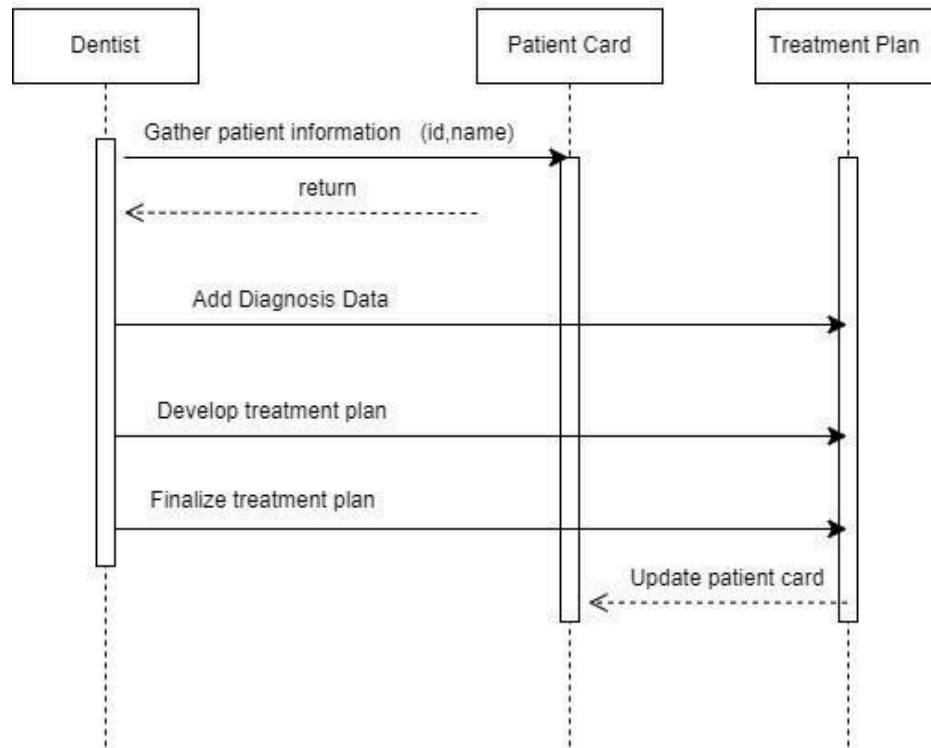 Dentist
Patient Card
Treatment Plan
Gather patient information (id,name)
return
Add Diagnosis Data
Develop treatment plan
Finalize treatment plan
Update patient card